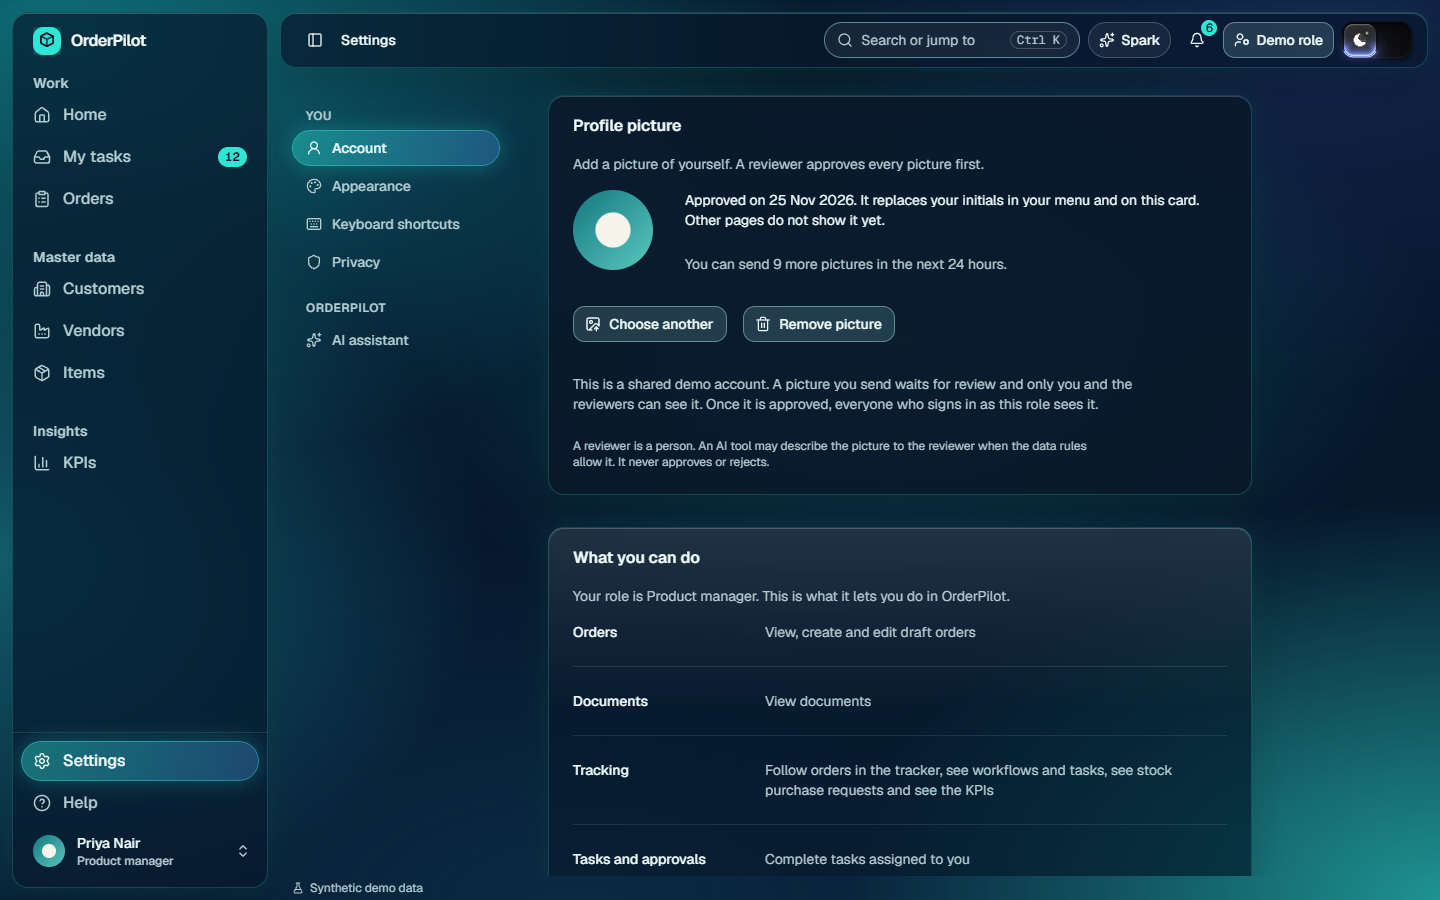 OrderPilot
Work
Home
My tasks
12
Orders
Master data
Customers
Vendors
Items
Insights
KPIs
Settings
Help
Priya Nair
Product manager
Settings
Search or jump to
Ctrl K
Spark
6
Demo role
YOU
Account
Appearance
Keyboard shortcuts
Privacy
ORDERPILOT
AI assistant
Profile picture
Add a picture of yourself. A reviewer approves every picture first.
Approved on 25 Nov 2026. It replaces your initials in your menu and on this card.
Other pages do not show it yet.
You can send 9 more pictures in the next 24 hours.
Choose another
Remove picture
This is a shared demo account. A picture you send waits for review and only you and the
reviewers can see it. Once it is approved, everyone who signs in as this role sees it.
A reviewer is a person. An AI tool may describe the picture to the reviewer when the data rules
allow it. It never approves or rejects.
What you can do
Your role is Product manager. This is what it lets you do in OrderPilot.
Orders
View, create and edit draft orders
Documents
View documents
Tracking
Follow orders in the tracker, see workflows and tasks, see stock
purchase requests and see the KPIs
Tasks and approvals
Complete tasks assigned to you
Synthetic demo data